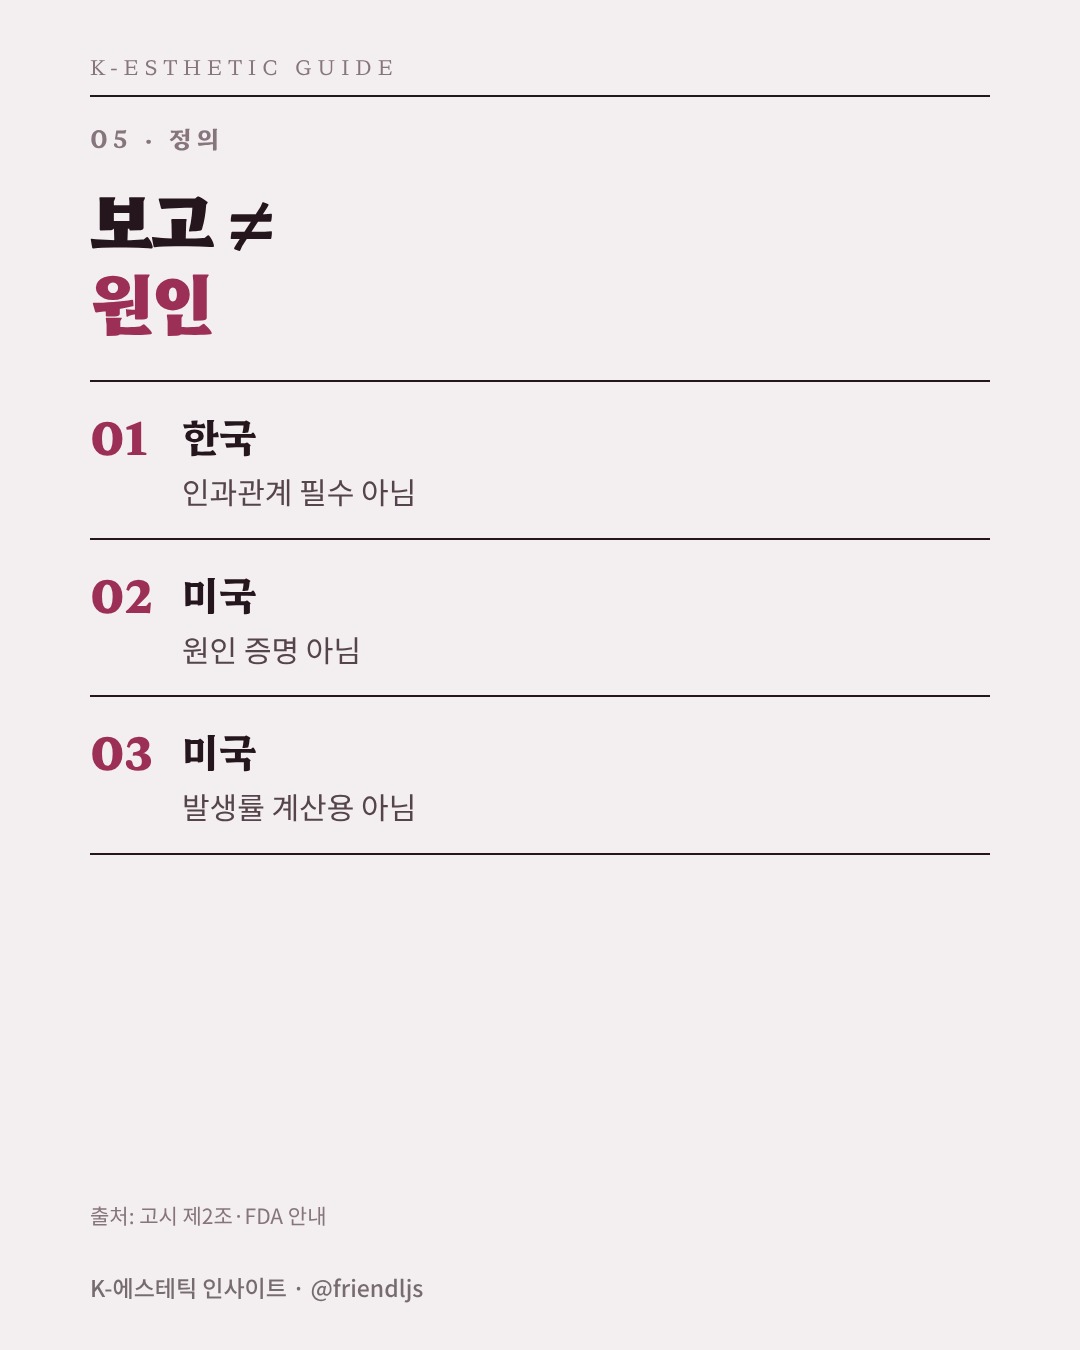 K-ESTHETIC GUIDE
05 · 정의
보고 ≠
원인
01 한국
인과관계 필수 아님
02 미국
원인 증명 아님
03 미국
발생률 계산용 아님
출처: 고시 제2조·FDA 안내
K-에스테틱 인사이트 · @friendljs